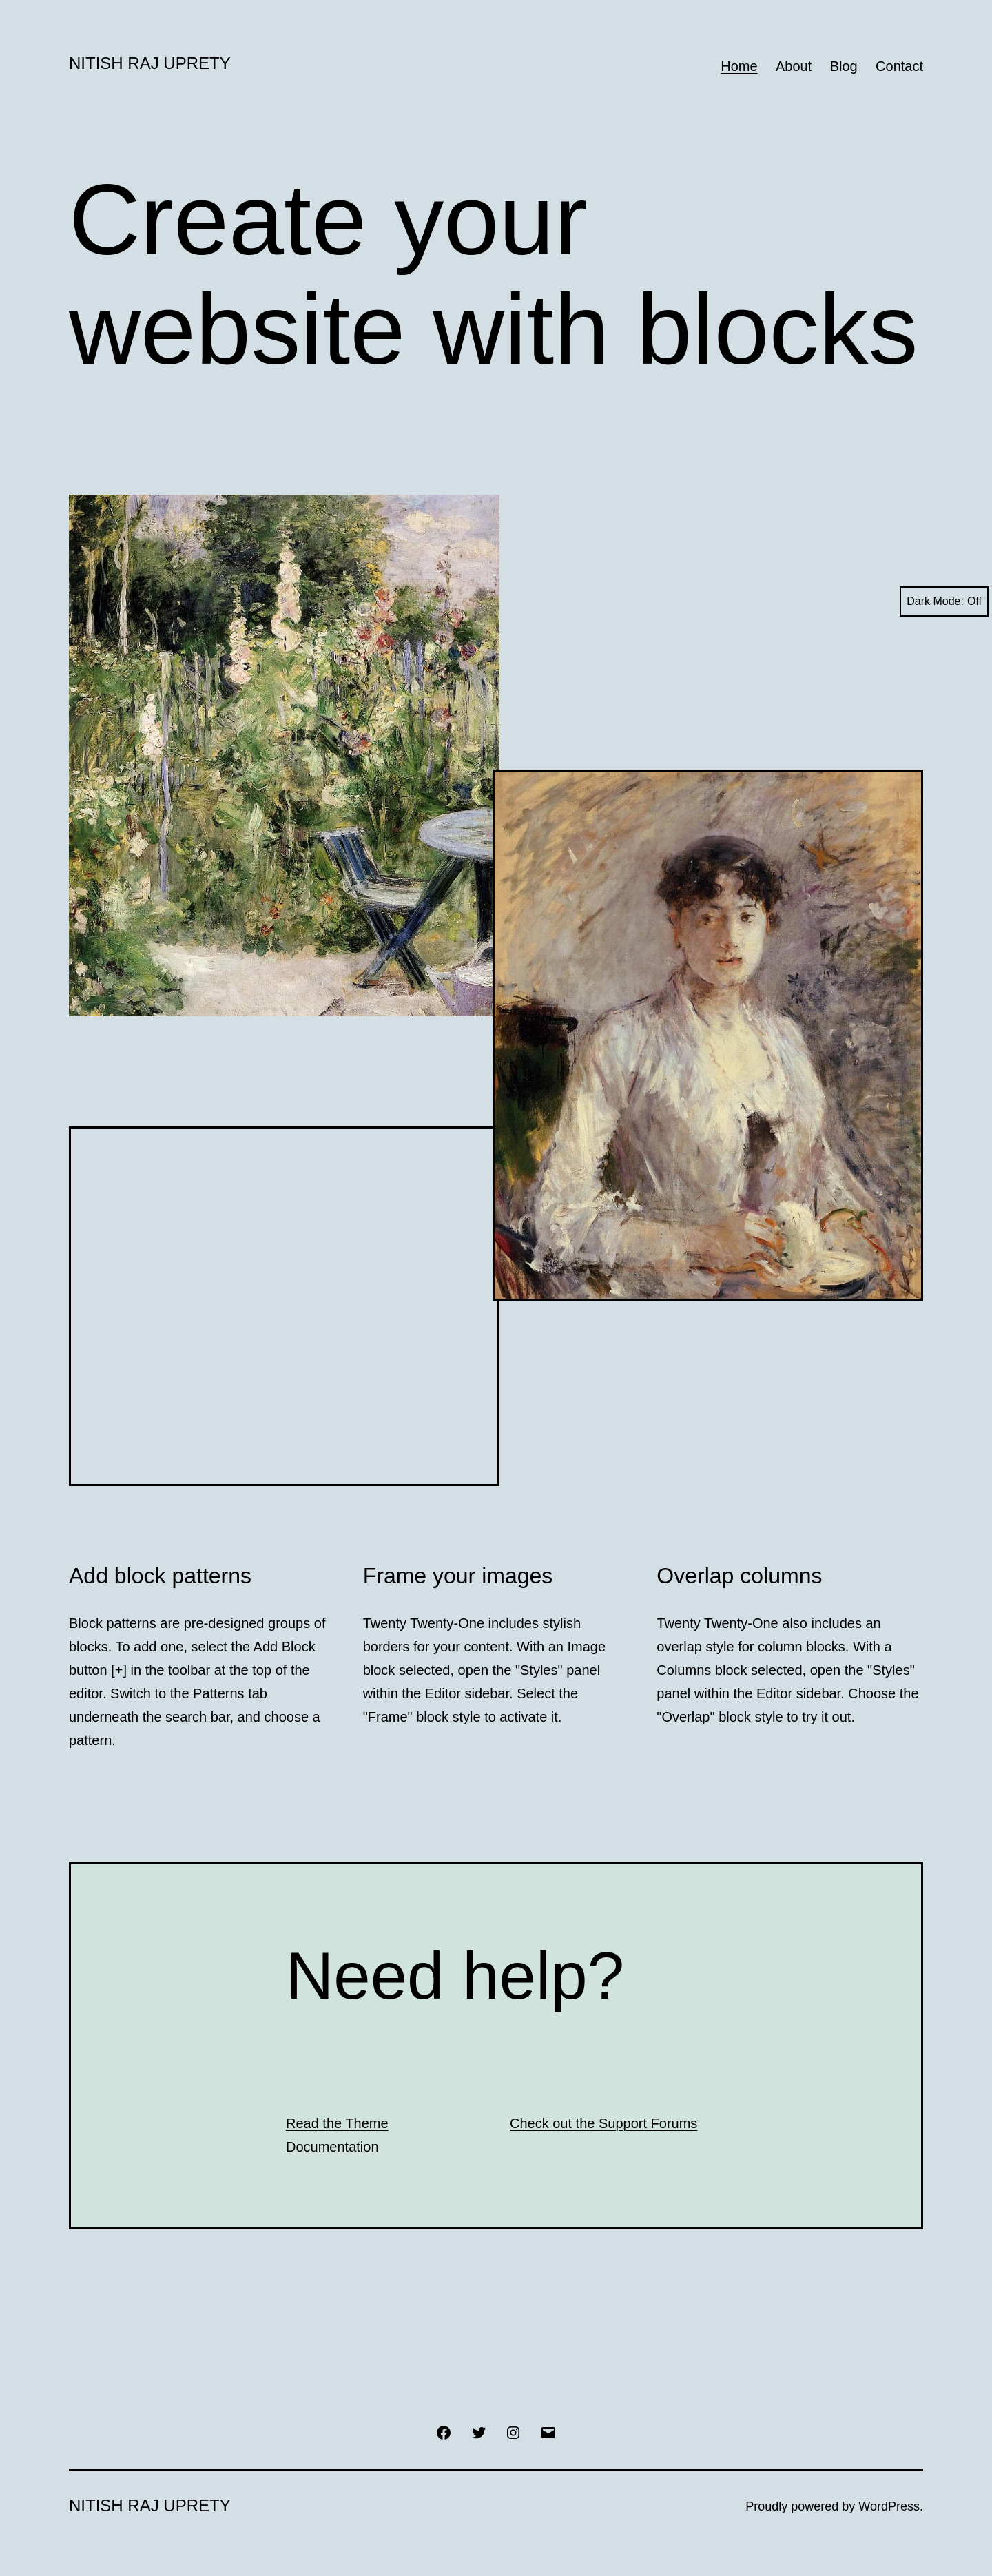 NITISH RAJ UPRETY
Home About Blog Contact
Create your
website with blocks
Dark Mode: Off
Add block patterns
Block patterns are pre-designed groups of
blocks. To add one, select the Add Block
button [+] in the toolbar at the top of the
editor. Switch to the Patterns tab
underneath the search bar, and choose a
pattern.
Frame your images
Twenty Twenty-One includes stylish
borders for your content. With an Image
block selected, open the "Styles" panel
within the Editor sidebar. Select the
"Frame" block style to activate it.
Overlap columns
Twenty Twenty-One also includes an
overlap style for column blocks. With a
Columns block selected, open the "Styles"
panel within the Editor sidebar. Choose the
"Overlap" block style to try it out.
Need help?
Read the Theme
Documentation
Check out the Support Forums
NITISH RAJ UPRETY
Proudly powered by WordPress.